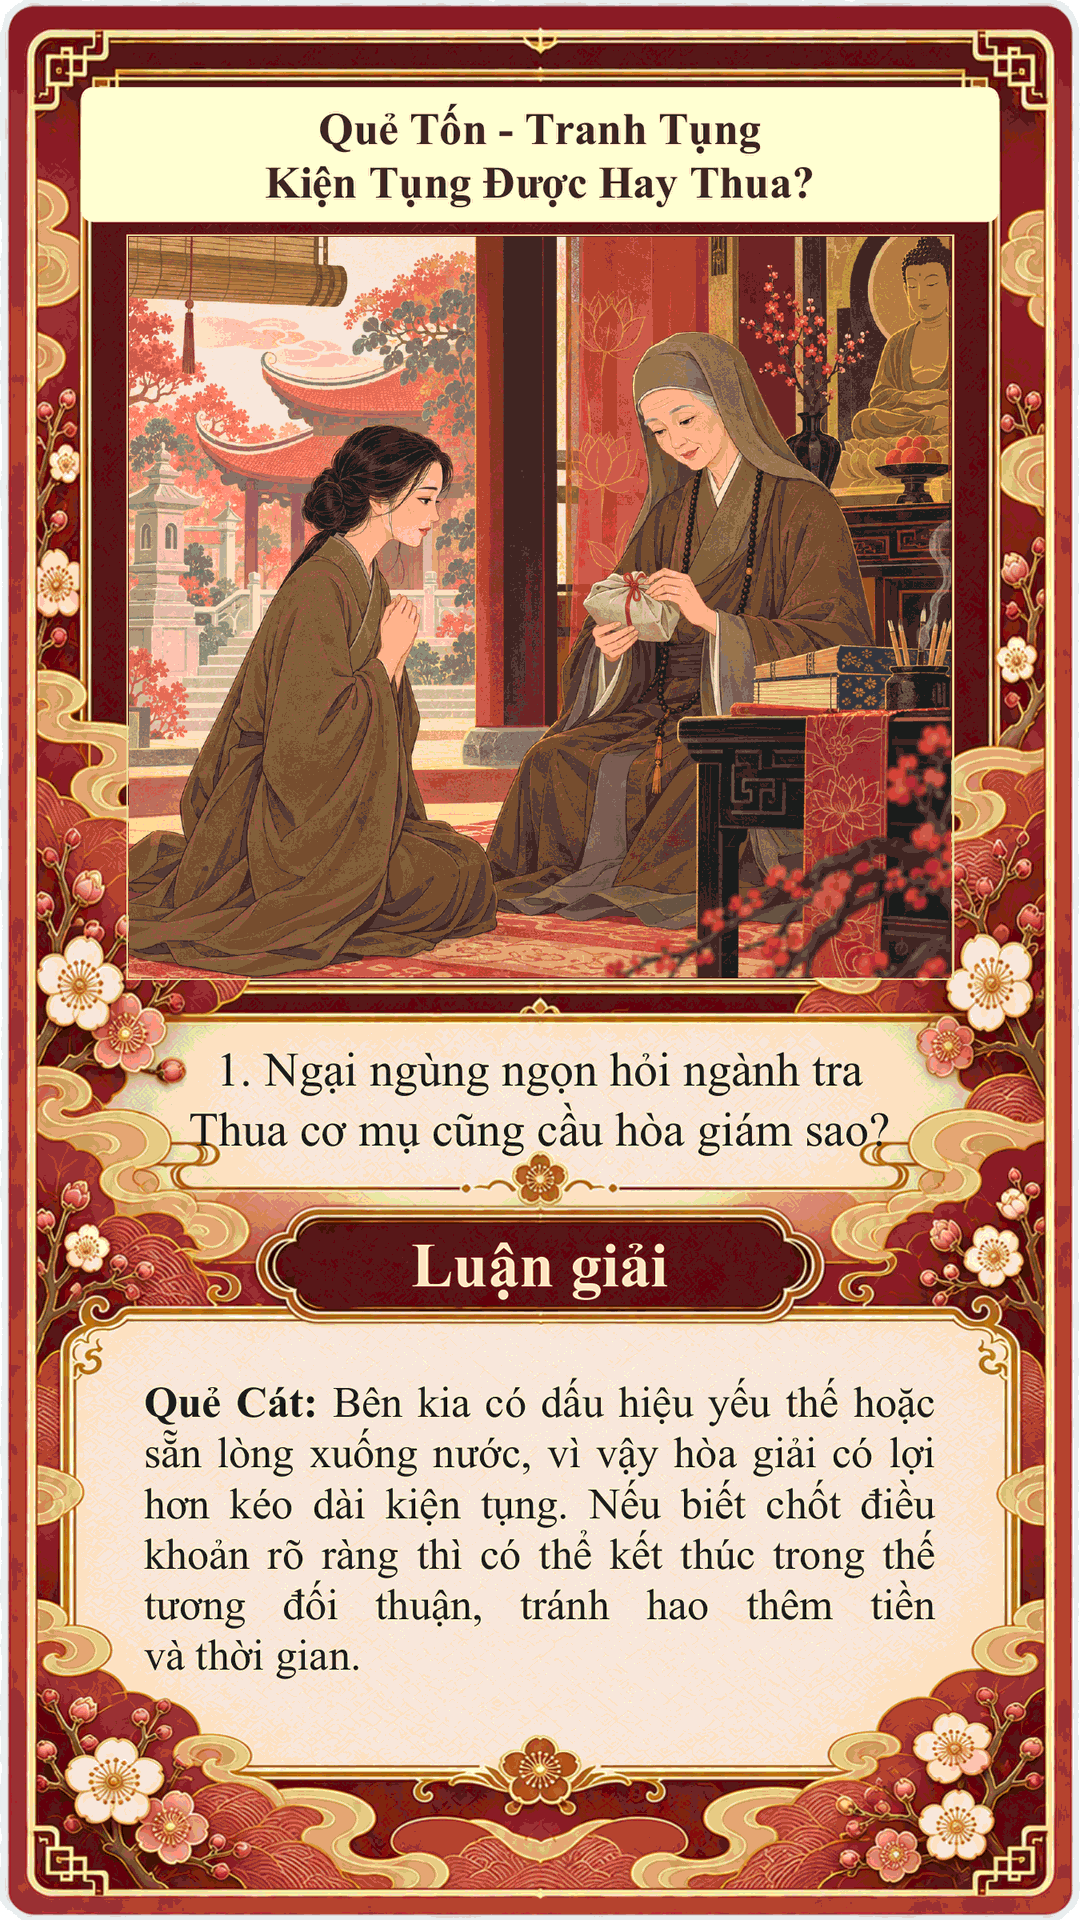 Quẻ Tốn - Tranh Tụng
Kiện Tụng Được Hay Thua?
1. Ngại ngùng ngọn hỏi ngành tra
Thua cơ mụ cũng cầu hòa giám sao?
Luận giải
Quẻ Cát: Bên kia có dấu hiệu yếu thế hoặc
sẵn lòng xuống nước, vì vậy hòa giải có lợi
hơn kéo dài kiện tụng. Nếu biết chốt điều
khoản rõ ràng thì có thể kết thúc trong thế
tương đối thuận, tránh hao thêm tiền
và thời gian.